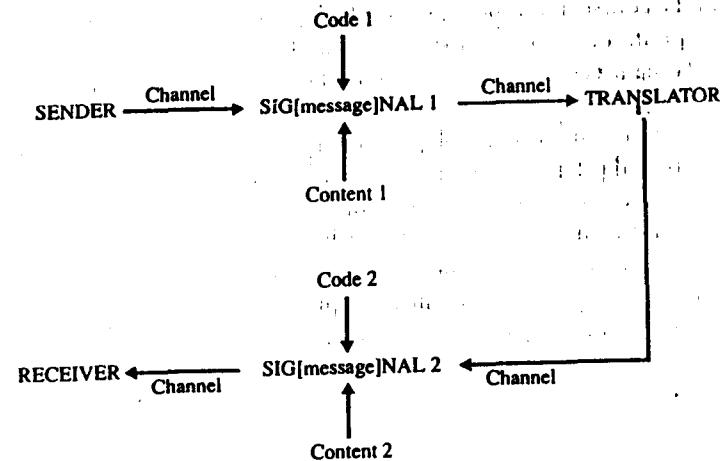 Code 1
SENDER Channel SiG[message]NAL 1 Channel TRANSLATOR
Content 1
Code 2
RECEIVER Channel SIG[message]NAL 2 Channel
Content 2